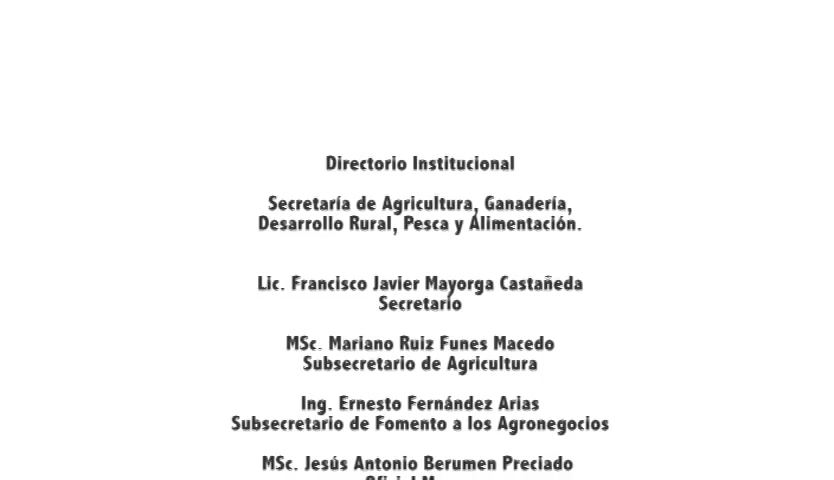 Directorio Institucional
Secretaría de Agricultura, Ganadería,
Desarrollo Rural, Pesca y Alimentación.
Lic. Francisco Javier Mayorga Castañeda
Secretario
MSc. Mariano Ruiz Funes Macedo
Subsecretario de Agricultura
Ing. Ernesto Fernández Arias
Subsecretario de Fomento a los Agronegocios
MSc. Jesús Antonio Berumen Preciado